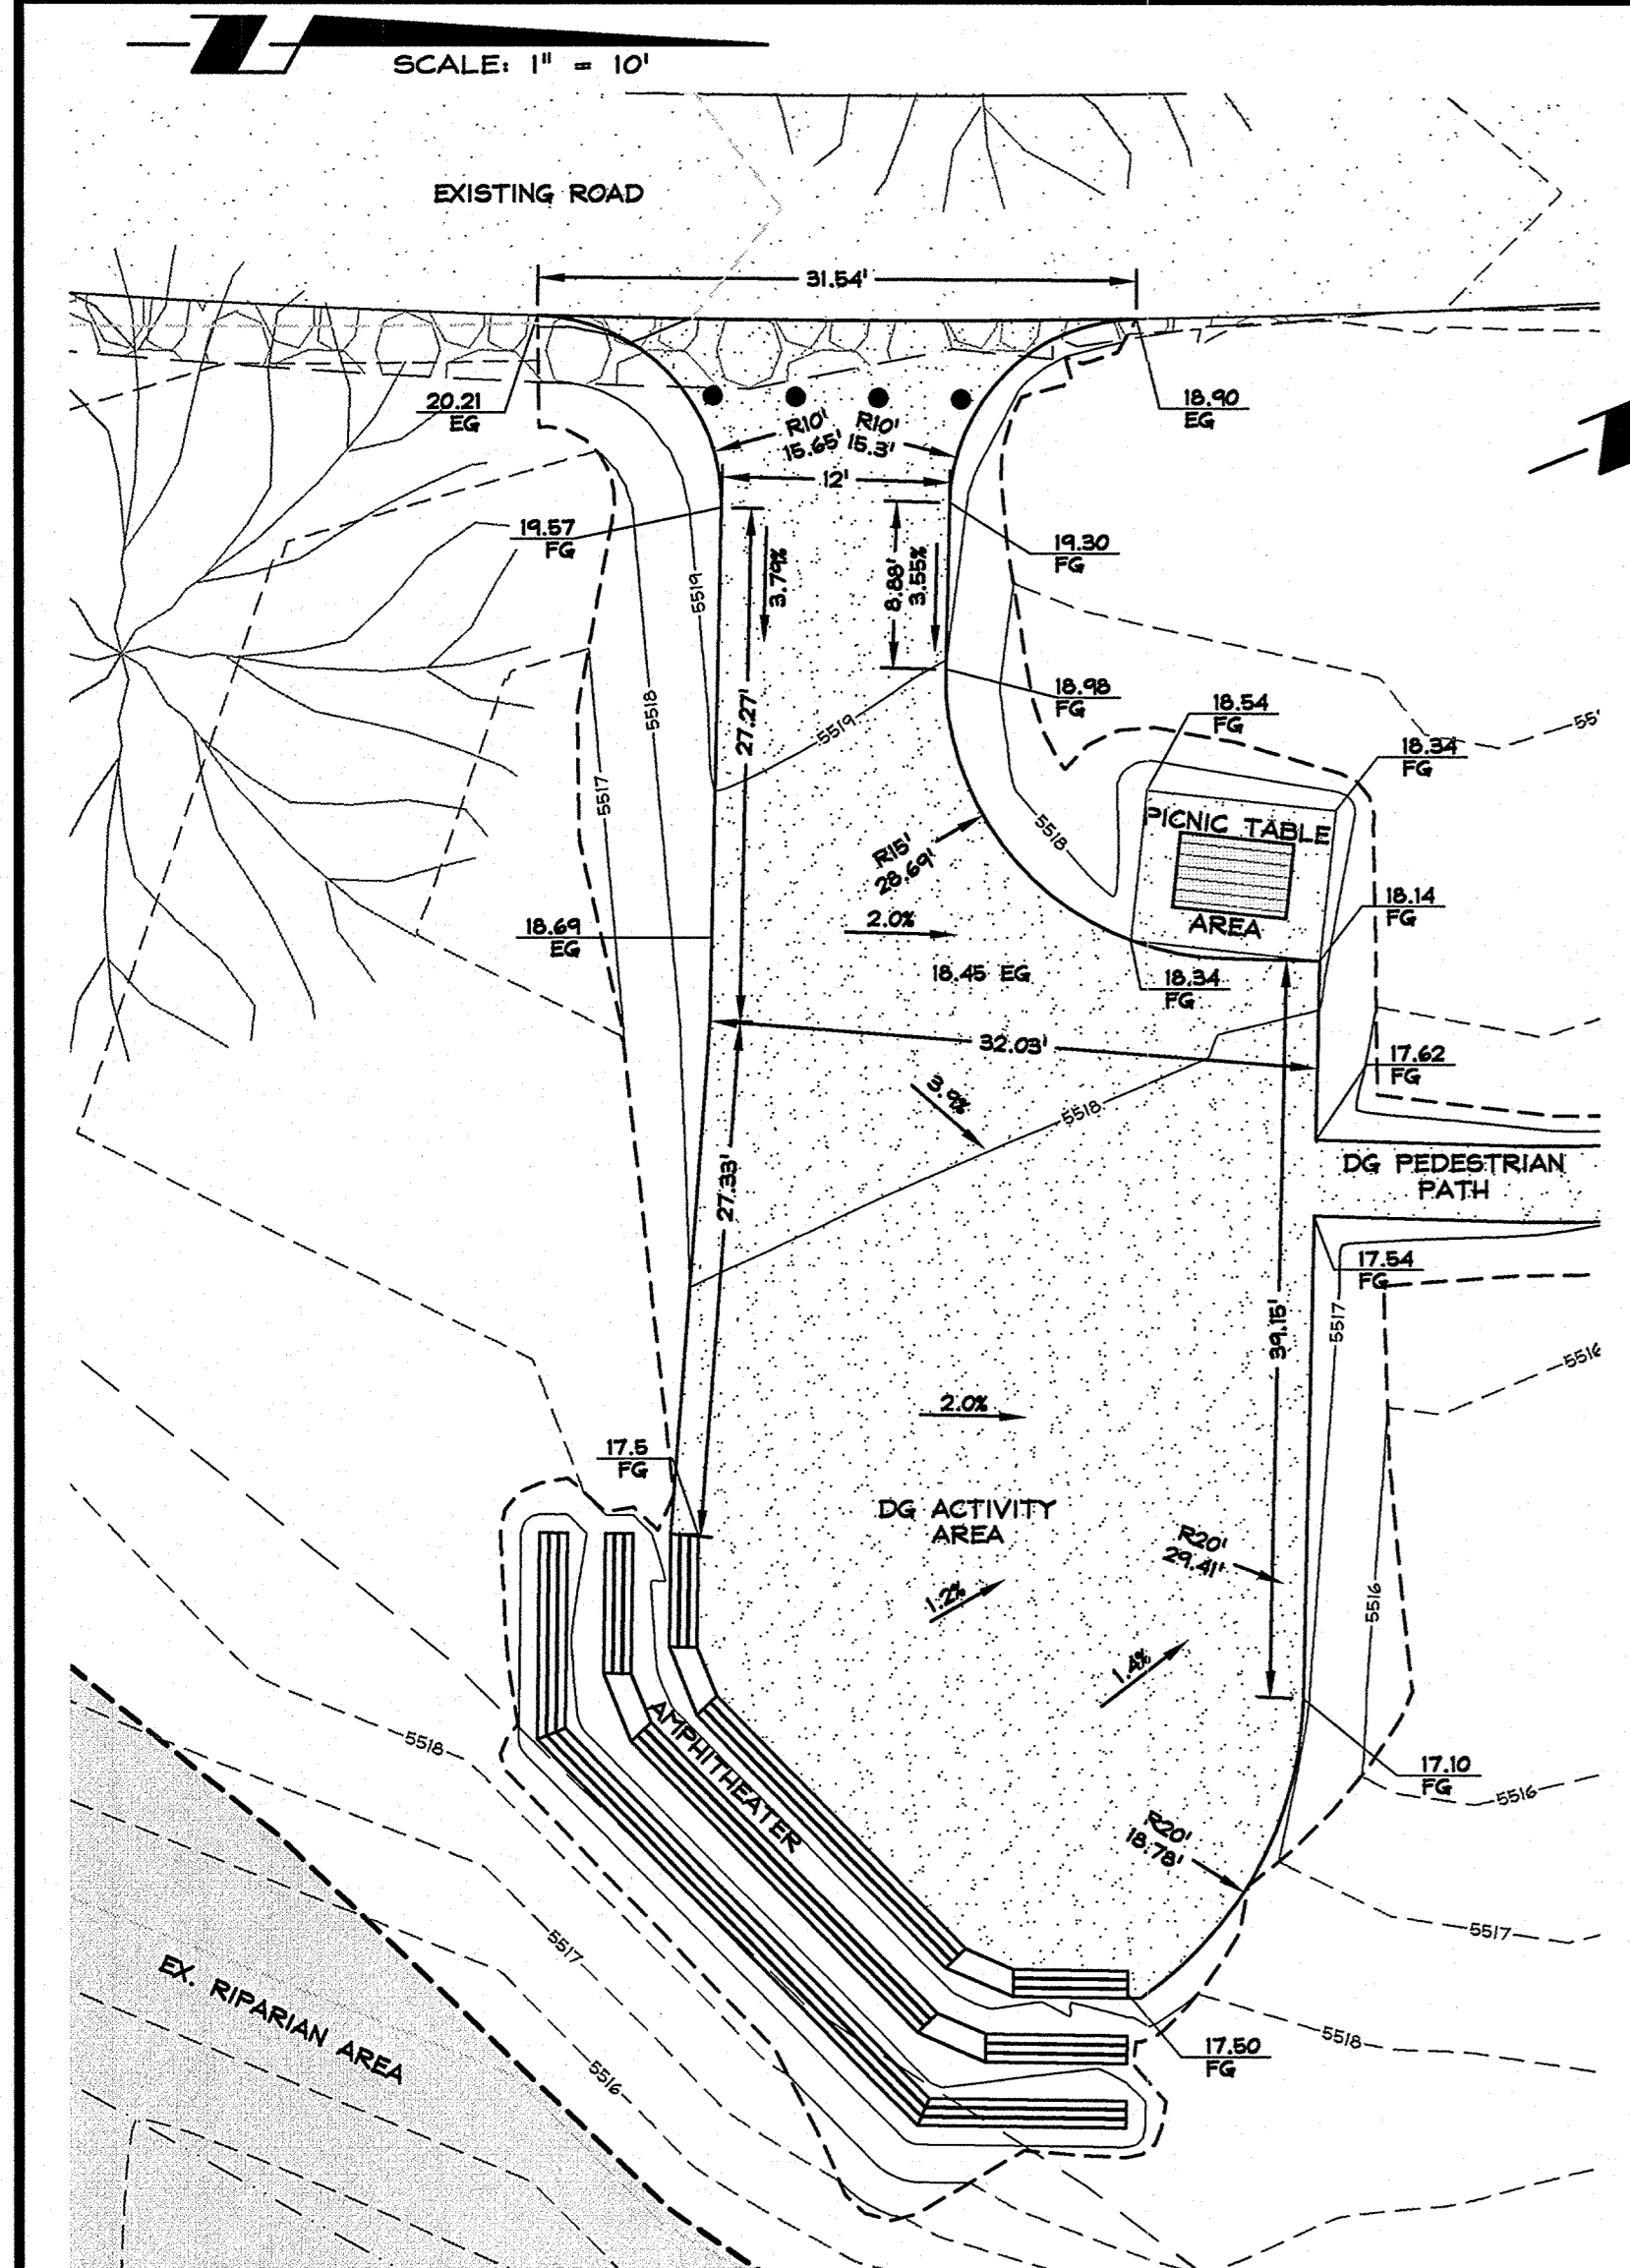 SCALE: 1" = 10'
EXISTING ROAD
31.54'
20.21
EG
18.90
EG
R10'
15.65'
R10'
15.3'
12'
19.57
FG
19.30
FG
3.79%
8.88'
3.55%
5519
18.98
FG
27.27'
5518
5519
18.54
FG
18.34
FG
5517
PICNIC TABLE
AREA
5518
R15'
28.69'
18.14
FG
2.0%
18.69
EG
18.45 EG
18.34
FG
32.03'
17.62
FG
3.9%
5518
27.33'
DG PEDESTRIAN
PATH
17.54
FG
39.15'
5517
5516
2.0%
17.5
FG
DG ACTIVITY
AREA
R20'
29.41'
1.2%
5516
1.4%
AMPHITHEATER
5518
17.10
FG
5516
R20'
18.78'
5517
5517
EX. RIPARIAN AREA
5518
17.50
FG
5516